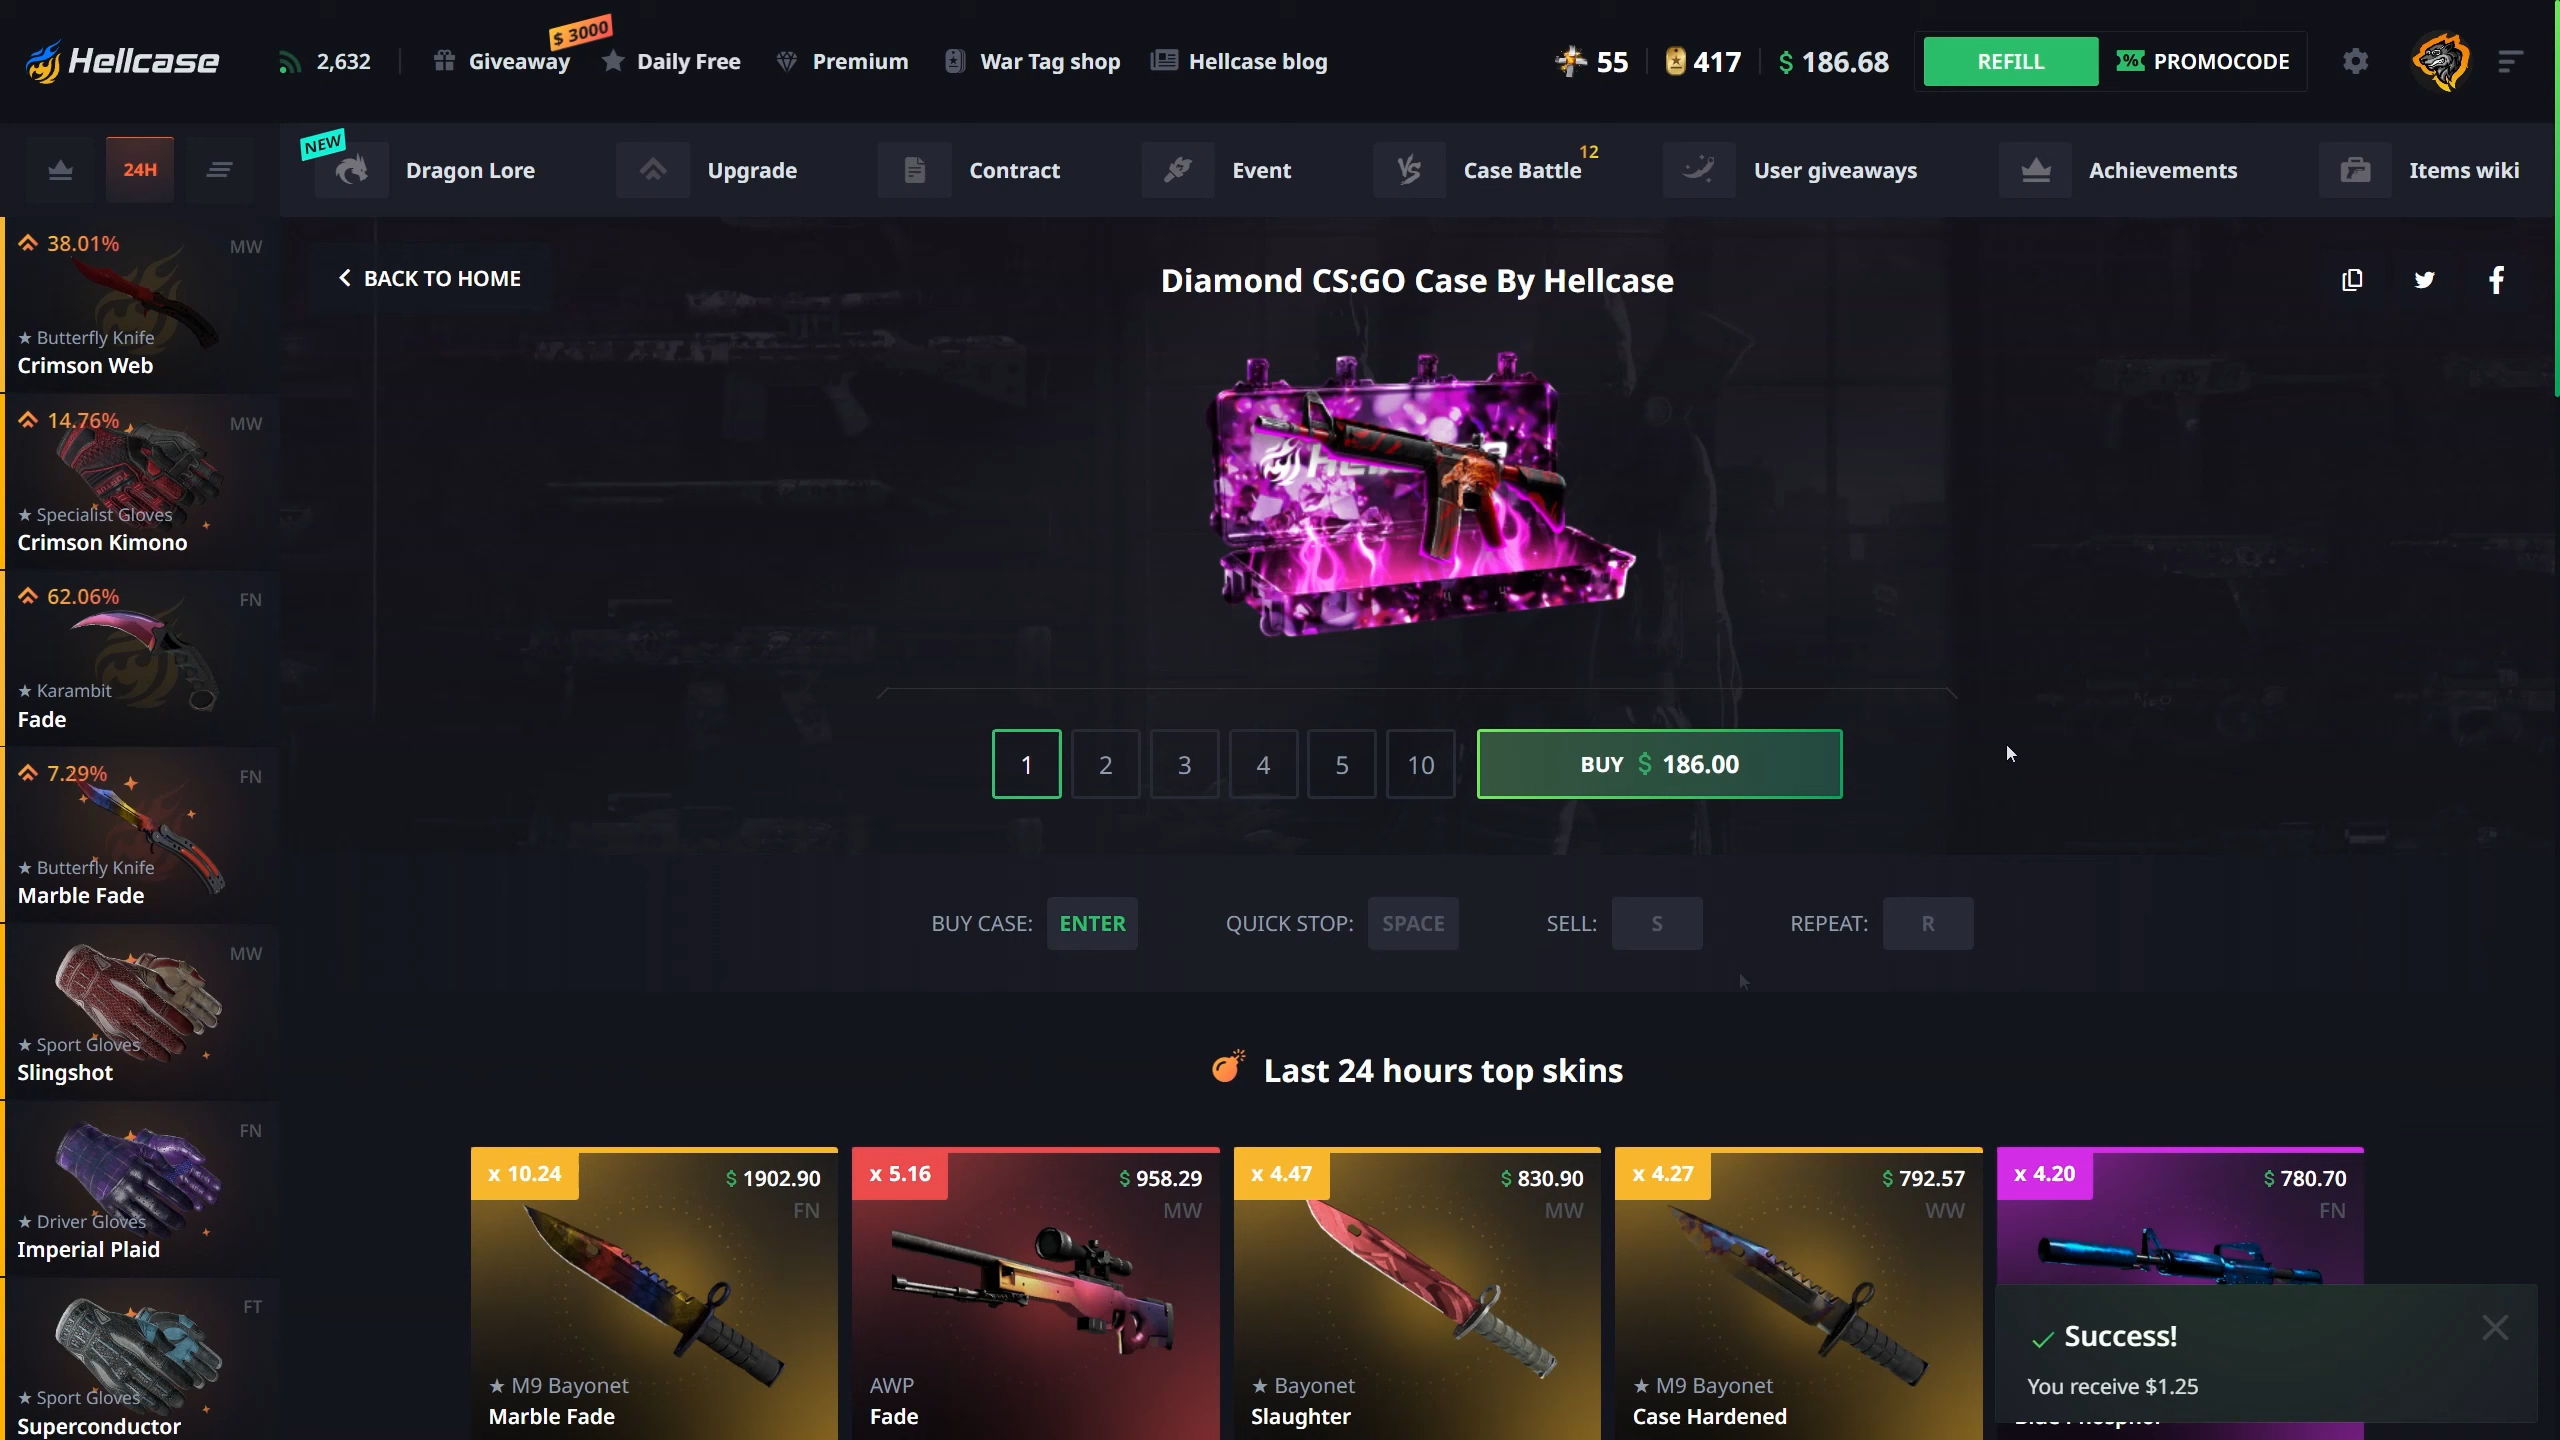 Hellcase
2,632
Giveaway
$ 3000
Daily Free
Premium
War Tag shop
Hellcase blog
55
417
$ 186.68
REFILL
% PROMOCODE
24H
NEW
Dragon Lore
Upgrade
Contract
Event
VS
Case Battle
12
User giveaways
Achievements
Items wiki
38.01%
MW
★ Butterfly Knife
Crimson Web
14.76%
MW
★ Specialist Gloves
Crimson Kimono
62.06%
FN
★ Karambit
Fade
7.29%
FN
★ Butterfly Knife
Marble Fade
MW
★ Sport Gloves
Slingshot
FN
★ Driver Gloves
Imperial Plaid
FT
★ Sport Gloves
Superconductor
BACK TO HOME
Diamond CS:GO Case By Hellcase
1
2
3
4
5
10
BUY $ 186.00
BUY CASE: ENTER
QUICK STOP: SPACE
SELL: S
REPEAT: R
Last 24 hours top skins
x 10.24
$ 1902.90
FN
★ M9 Bayonet
Marble Fade
x 5.16
$ 958.29
MW
AWP
Fade
x 4.47
$ 830.90
MW
★ Bayonet
Slaughter
x 4.27
$ 792.57
WW
★ M9 Bayonet
Case Hardened
x 4.20
$ 780.70
FN
Success!
You receive $1.25